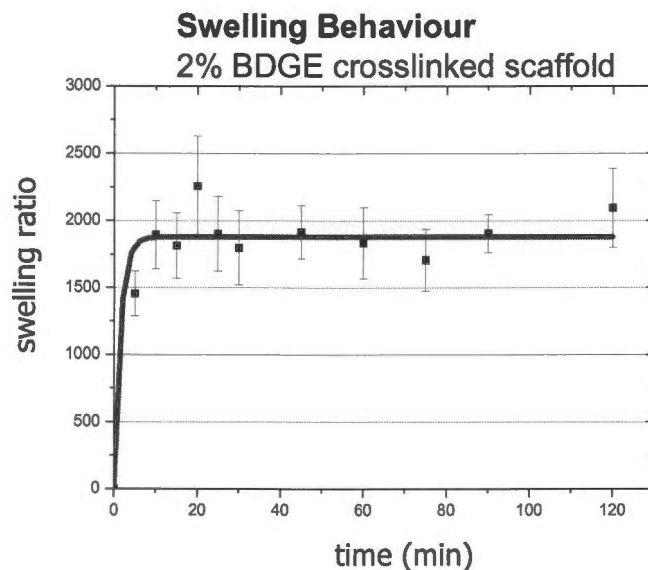 Swelling Behaviour
2% BDGE crosslinked scaffold
3000
2500
2000
1500
1000
500
0
swelling ratio
0 20 40 60 80 100 120
time (min)